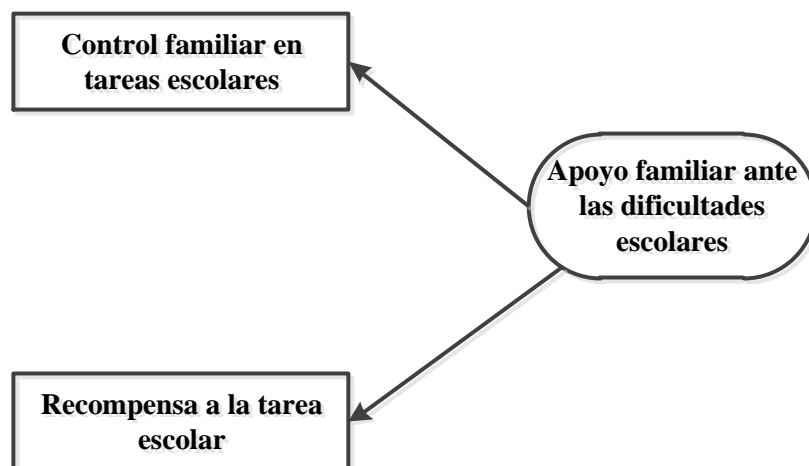 Control familiar en
tareas escolares
Apoyo familiar ante
las dificultades
escolares
Recompensa a la tarea
escolar